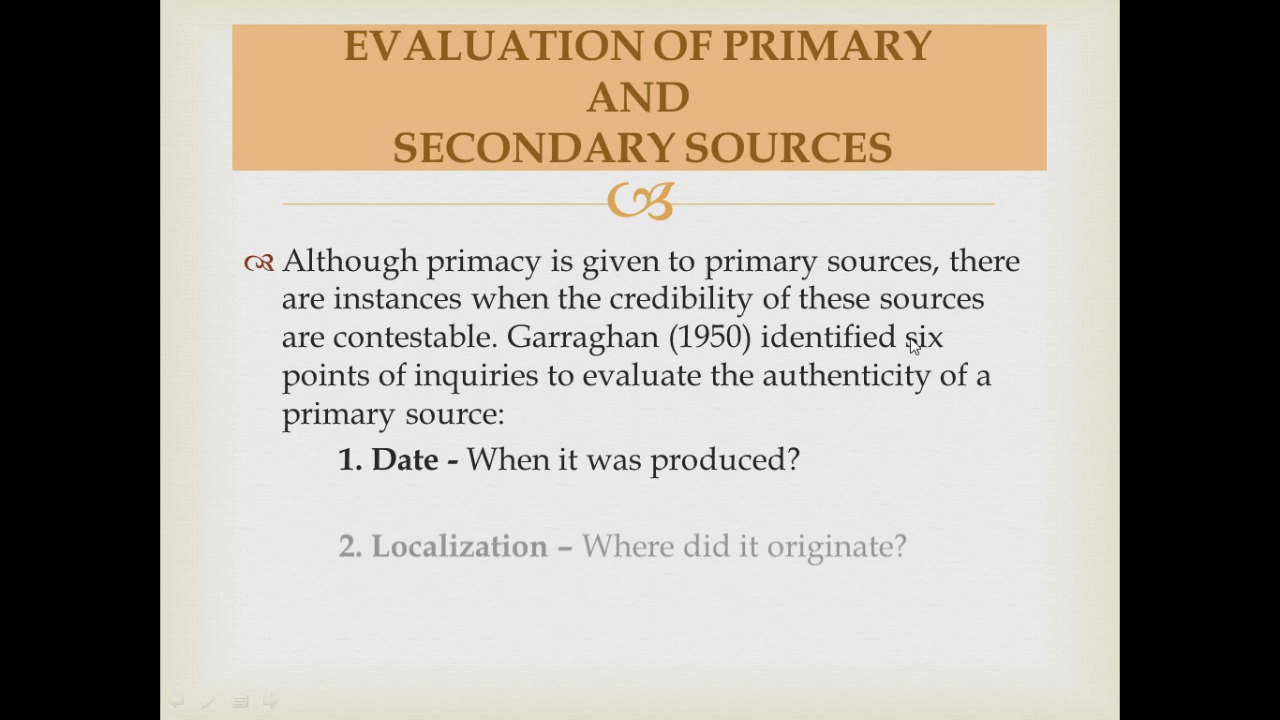 EVALUATION OF PRIMARY
AND
SECONDARY SOURCES
Although primacy is given to primary sources, there
are instances when the credibility of these sources
are contestable. Garraghan (1950) identified six
points of inquiries to evaluate the authenticity of a
primary source:
1. Date - When it was produced?
2. Localization – Where did it originate?